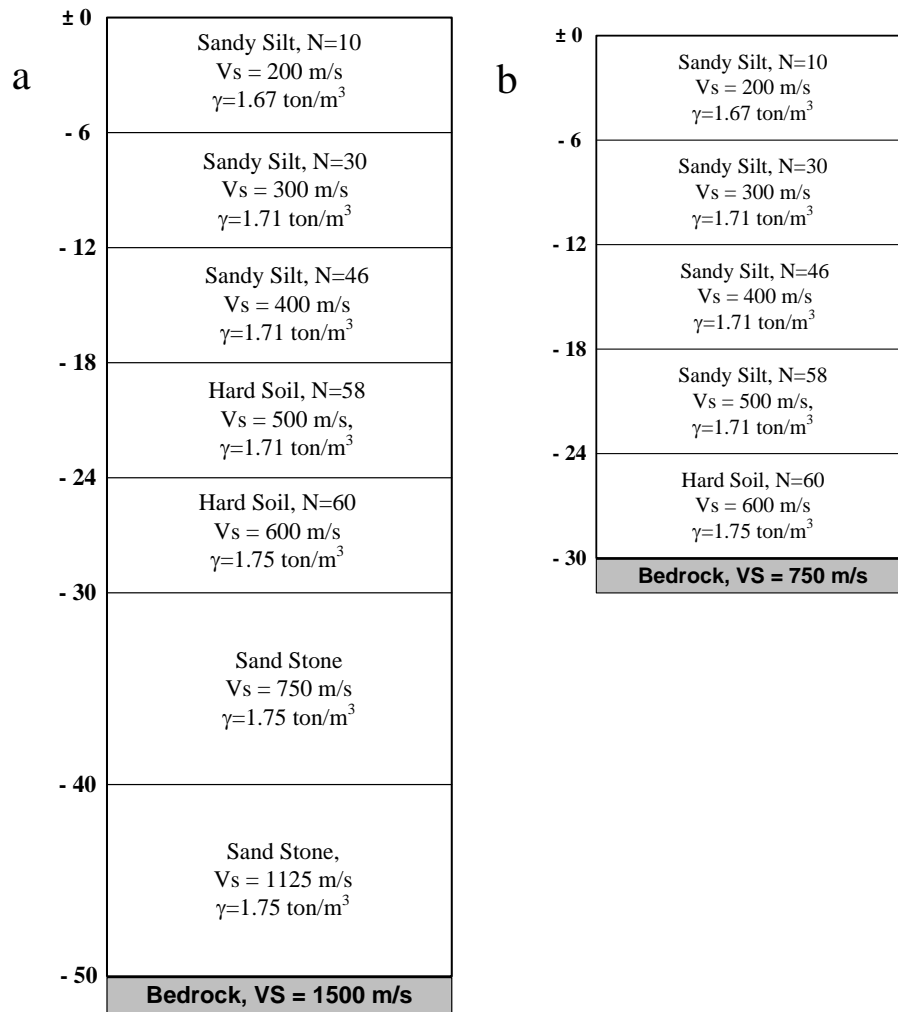 a
± 0
Sandy Silt, N=10
Vs = 200 m/s
γ=1.67 ton/m³
- 6
Sandy Silt, N=30
Vs = 300 m/s
γ=1.71 ton/m³
- 12
Sandy Silt, N=46
Vs = 400 m/s
γ=1.71 ton/m³
- 18
Hard Soil, N=58
Vs = 500 m/s,
γ=1.71 ton/m³
- 24
Hard Soil, N=60
Vs = 600 m/s
γ=1.75 ton/m³
- 30
Sand Stone
Vs = 750 m/s
γ=1.75 ton/m³
- 40
Sand Stone,
Vs = 1125 m/s
γ=1.75 ton/m³
- 50
Bedrock, VS = 1500 m/s
b
± 0
Sandy Silt, N=10
Vs = 200 m/s
γ=1.67 ton/m³
- 6
Sandy Silt, N=30
Vs = 300 m/s
γ=1.71 ton/m³
- 12
Sandy Silt, N=46
Vs = 400 m/s
γ=1.71 ton/m³
- 18
Sandy Silt, N=58
Vs = 500 m/s,
γ=1.71 ton/m³
- 24
Hard Soil, N=60
Vs = 600 m/s
γ=1.75 ton/m³
- 30
Bedrock, VS = 750 m/s